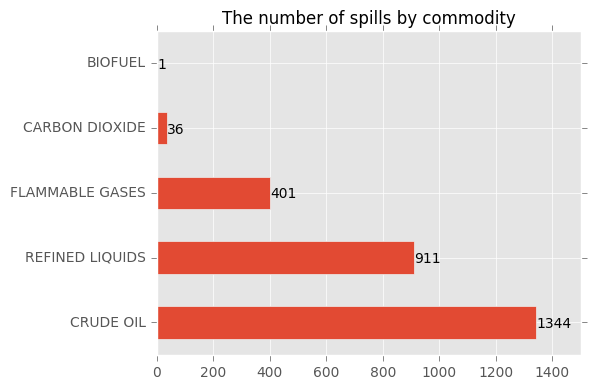 The number of spills by commodity
BIOFUEL 1
CARBON DIOXIDE 36
FLAMMABLE GASES 401
REFINED LIQUIDS 911
CRUDE OIL 1344
0 200 400 600 800 1000 1200 1400